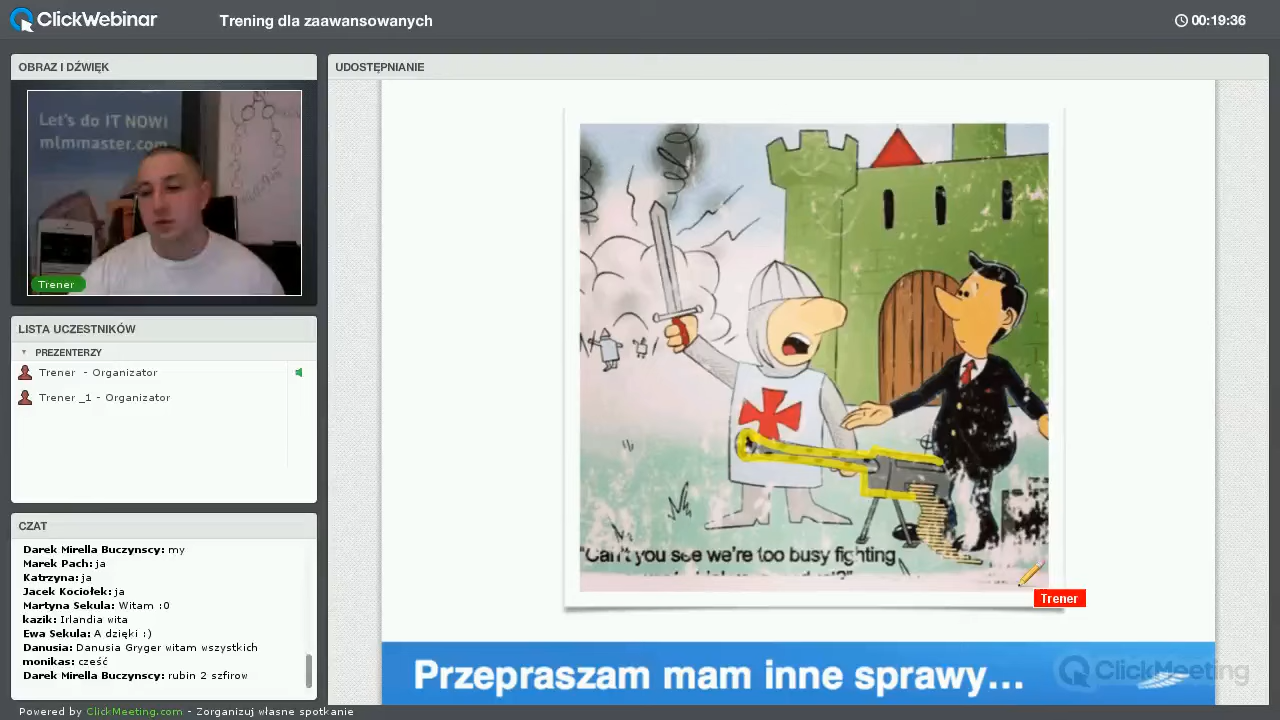 ClickWebinar
Trening dla zaawansowanych
00:19:36
OBRAZ I DŹWIĘK
Let's do IT NOW!
mlmmaster.com
Trener
LISTA UCZESTNIKÓW
PREZENTERZY
Trener - Organizator
Trener _1 - Organizator
CZAT
Darek Mirella Buczynscy: my
Marek Pach: ja
Katrzyna: ja
Jacek Kociołek: ja
Martyna Sekula: Witam :0
kazik: Irlandia wita
Ewa Sekula: A dzięki :)
Danusia: Danusia Gryger witam wszystkich
monikas: cześć
Darek Mirella Buczynscy: rubin 2 szfirow
Powered by ClickMeeting.com - Zorganizuj własne spotkanie
UDOSTĘPNIANIE
"Can't you see we're too busy fighting
Trener
Przepraszam mam inne sprawy...
ClickMeeting